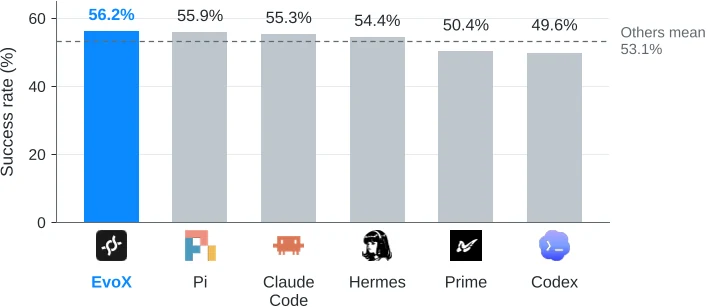 56.2% 55.9% 55.3% 54.4% 50.4% 49.6%
Others mean
53.1%
Success rate (%)
60
40
20
0
EvoX Pi Claude Code Hermes Prime Codex